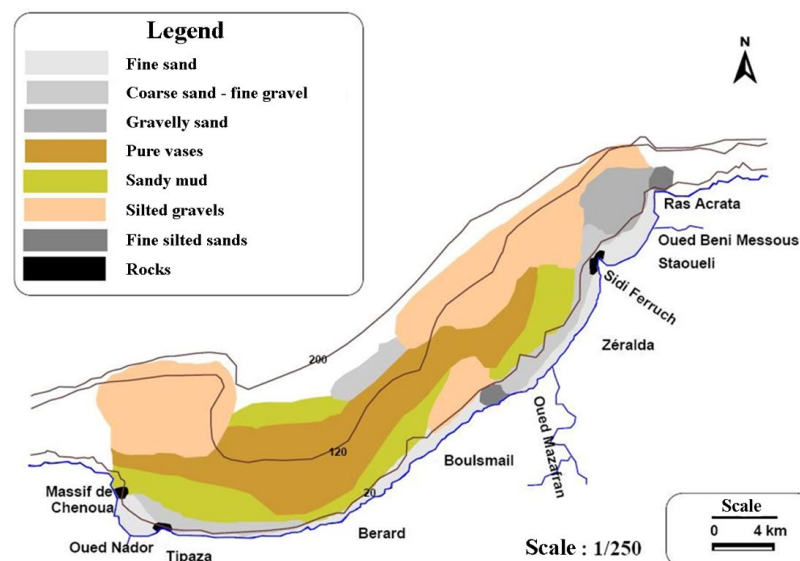 Legend
Fine sand
Coarse sand - fine gravel
Gravelly sand
Pure vases
Sandy mud
Silted gravels
Fine silted sands
Rocks
N
Ras Acrata
Oued Beni Messous
Staoueli
Sidi Ferruch
Zéralda
200
Oued Mazafran
120
Boulsmail
20
Massif de
Chenoua
Berard
Oued Nador
Tipaza
Scale : 1/250
Scale
0 4 km